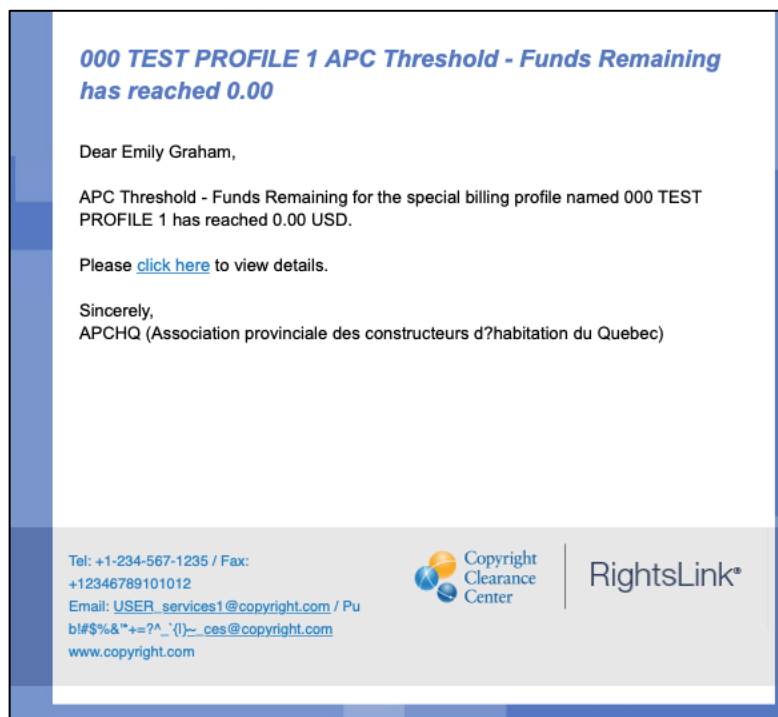 000 TEST PROFILE 1 APC Threshold - Funds Remaining
has reached 0.00
Dear Emily Graham,
APC Threshold - Funds Remaining for the special billing profile named 000 TEST
PROFILE 1 has reached 0.00 USD.
Please click here to view details.
Sincerely,
APCHQ (Association provinciale des constructeurs d?habitation du Quebec)
Tel: +1-234-567-1235 / Fax:
+12346789101012
Email: USER_services1@copyright.com / Pu
b!#$%&'*+=?^_`{|}~_ces@copyright.com
www.copyright.com
Copyright
Clearance
Center
RightsLink®